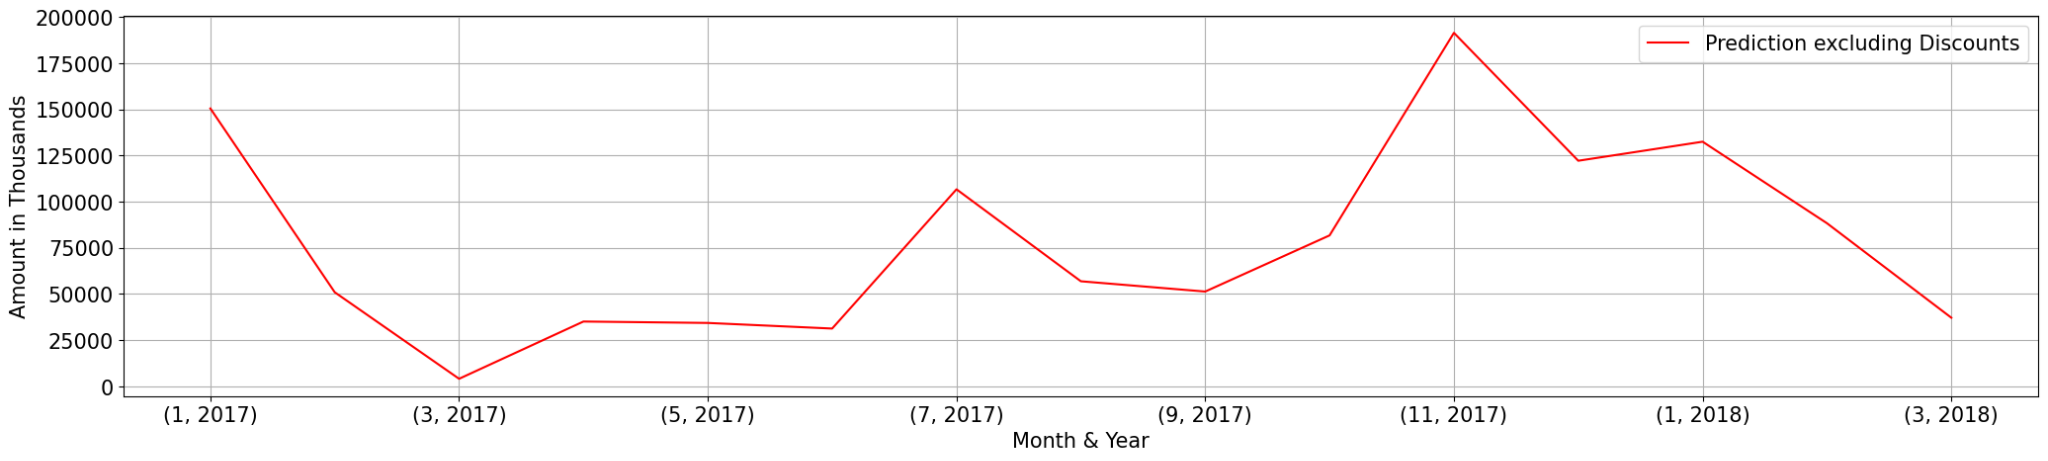 200000
175000
150000
125000
100000
75000
50000
25000
0
Amount in Thousands
Prediction excluding Discounts
(1, 2017) (3, 2017) (5, 2017) (7, 2017) (9, 2017) (11, 2017) (1, 2018) (3, 2018)
Month & Year